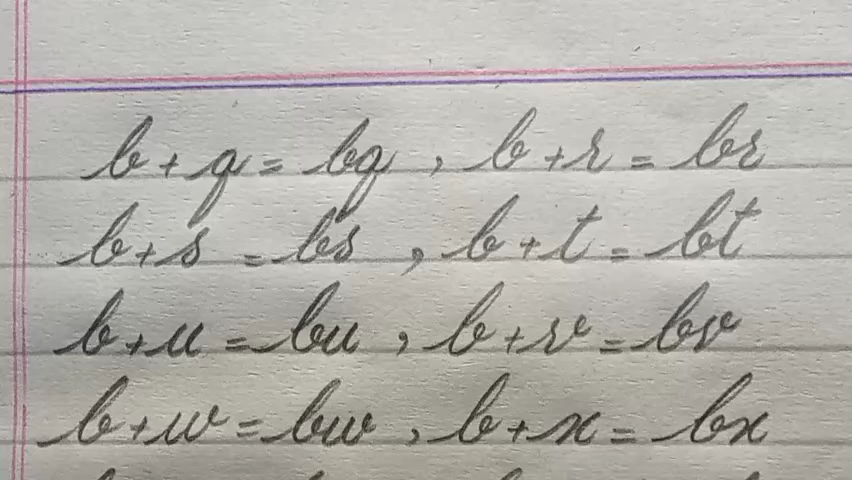 b + q = bq , b + r = br
b + s = bs , b + t = bt
b + u = bu , b + v = bv
b + w = bw , b + x = bx